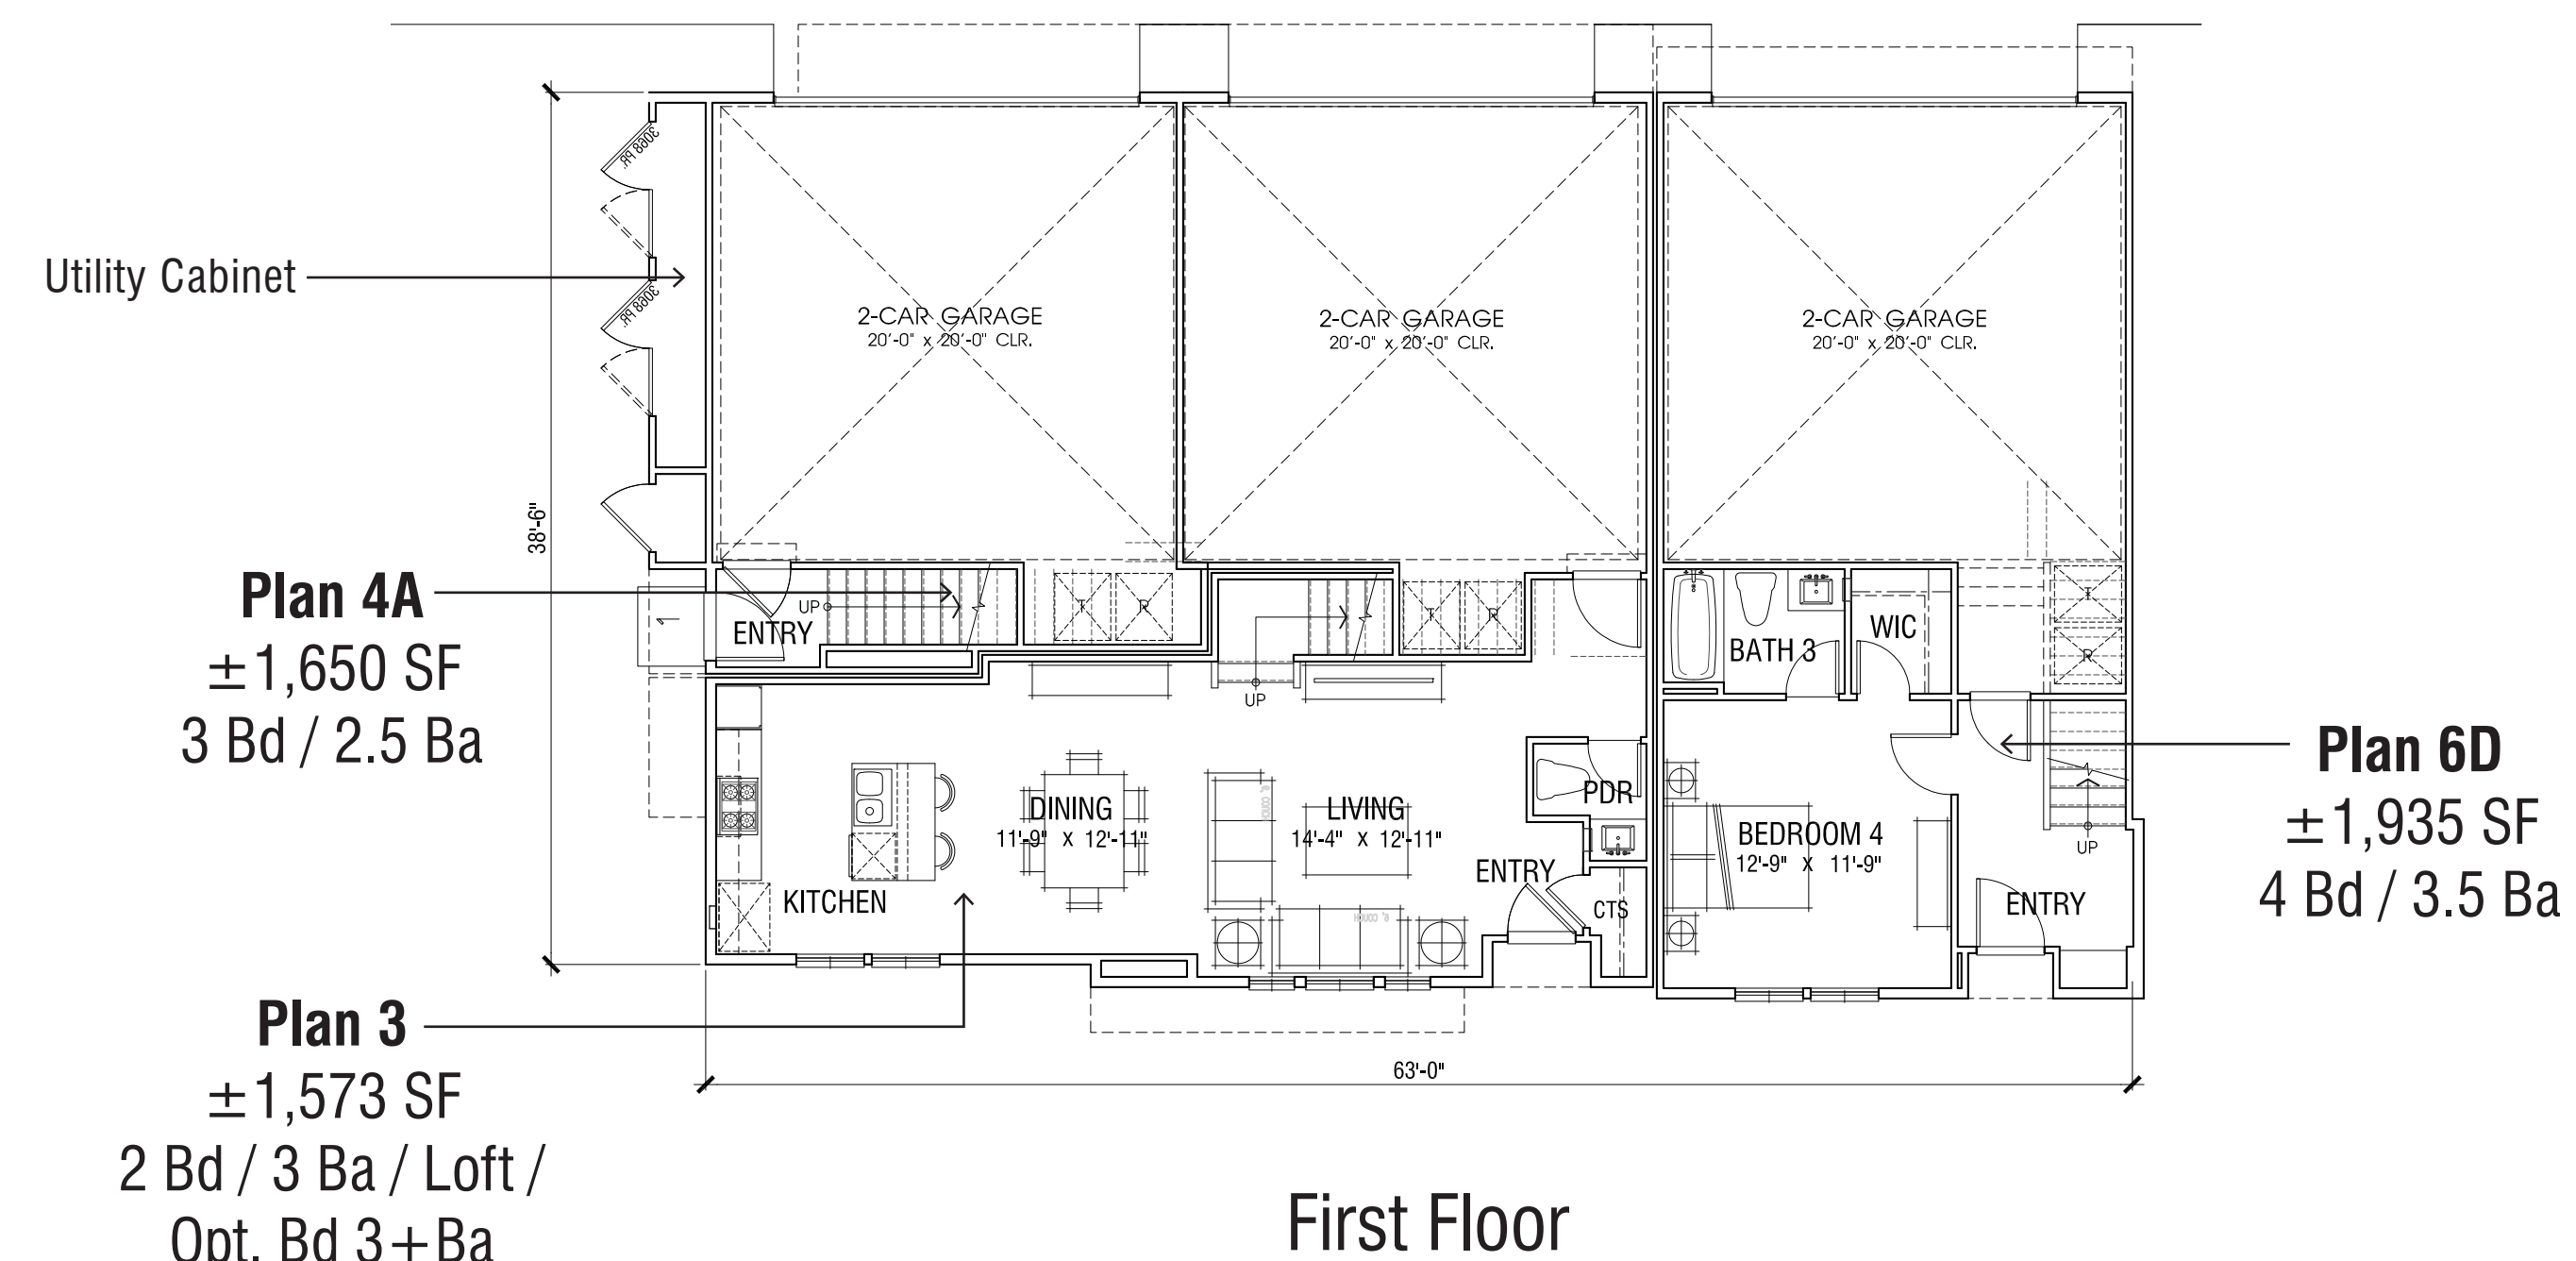 3068 PR.
Utility Cabinet
3068 PR.
2-CAR GARAGE
20'-0" x 20'-0" CLR.
2-CAR GARAGE
20'-0" x 20'-0" CLR.
2-CAR GARAGE
20'-0" x 20'-0" CLR.
38'-6"
Plan 4A
±1,650 SF
3 Bd / 2.5 Ba
UP
ENTRY
T
R
T
R
UP
BATH 3
WIC
T
R
Plan 6D
±1,935 SF
4 Bd / 3.5 Ba
DINING
11'-9" X 12'-11"
LIVING
14'-4" X 12'-11"
PDR
BEDROOM 4
12'-9" X 11'-9"
UP
KITCHEN
ENTRY
CTS
ENTRY
Plan 3
±1,573 SF
2 Bd / 3 Ba / Loft /
Opt. Bd 3+Ba
63'-0"
First Floor